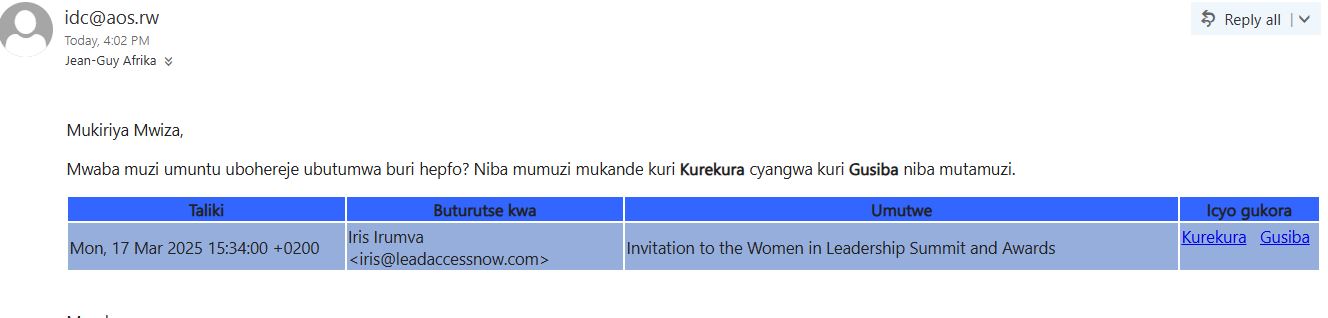 idc@aos.rw
Reply all
Today, 4:02 PM
Jean-Guy Afrika
Mukiriya Mwiza,
Mwaba muzi umuntu ubohereje ubutumwa buri hepfo? Niba mumuzi mukande kuri Kurekura cyangwa kuri Gusiba niba mutamuzi.
Taliki Buturutse kwa Umutwe Icyo gukora
Mon, 17 Mar 2025 15:34:00 +0200
Iris Irumva
<iris@leadaccessnow.com>
Invitation to the Women in Leadership Summit and Awards
Kurekura Gusiba